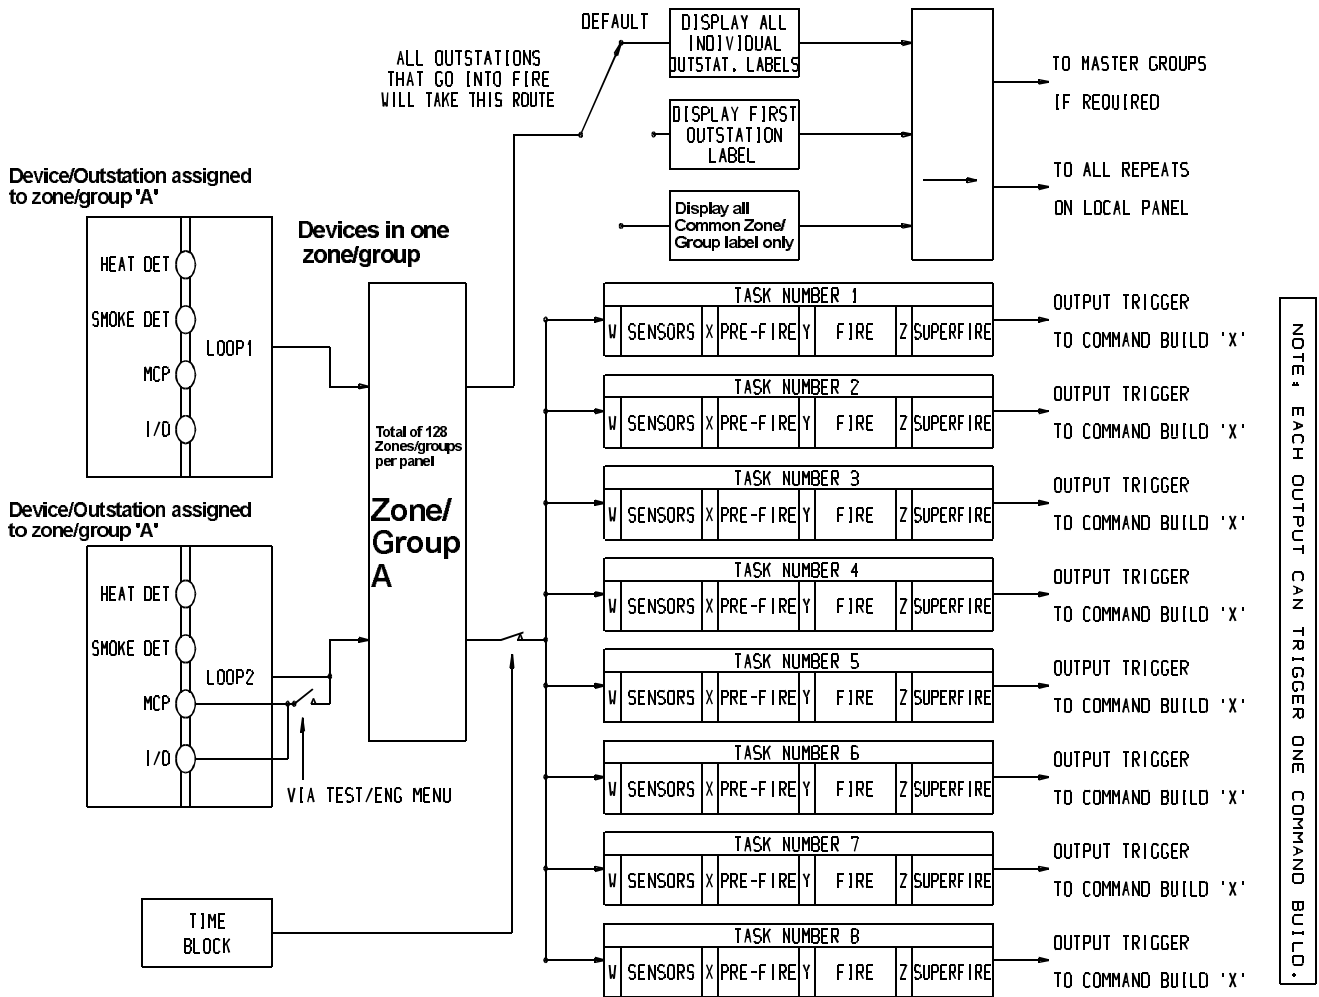 DEFAULT
ALL OUTSTATIONS
THAT GO INTO FIRE
WILL TAKE THIS ROUTE
DISPLAY ALL
INDIVIDUAL
OUTSTAT. LABELS
DISPLAY FIRST
OUTSTATION
LABEL
Display all
Common Zone/
Group label only
TO MASTER GROUPS
IF REQUIRED
TO ALL REPEATS
ON LOCAL PANEL
Device/Outstation assigned
to zone/group 'A'
HEAT DET
SMOKE DET
MCP
I/O
LOOP1
Devices in one
zone/group
Total of 128
Zones/groups
per panel
Zone/
Group
A
Device/Outstation assigned
to zone/group 'A'
HEAT DET
SMOKE DET
MCP
I/O
LOOP2
VIA TEST/ENG MENU
TIME
BLOCK
TASK NUMBER 1
W SENSORS X PRE-FIRE Y FIRE Z SUPERFIRE
OUTPUT TRIGGER
TO COMMAND BUILD 'X'
TASK NUMBER 2
W SENSORS X PRE-FIRE Y FIRE Z SUPERFIRE
OUTPUT TRIGGER
TO COMMAND BUILD 'X'
TASK NUMBER 3
W SENSORS X PRE-FIRE Y FIRE Z SUPERFIRE
OUTPUT TRIGGER
TO COMMAND BUILD 'X'
TASK NUMBER 4
W SENSORS X PRE-FIRE Y FIRE Z SUPERFIRE
OUTPUT TRIGGER
TO COMMAND BUILD 'X'
TASK NUMBER 5
W SENSORS X PRE-FIRE Y FIRE Z SUPERFIRE
OUTPUT TRIGGER
TO COMMAND BUILD 'X'
TASK NUMBER 6
W SENSORS X PRE-FIRE Y FIRE Z SUPERFIRE
OUTPUT TRIGGER
TO COMMAND BUILD 'X'
TASK NUMBER 7
W SENSORS X PRE-FIRE Y FIRE Z SUPERFIRE
OUTPUT TRIGGER
TO COMMAND BUILD 'X'
TASK NUMBER 8
W SENSORS X PRE-FIRE Y FIRE Z SUPERFIRE
OUTPUT TRIGGER
TO COMMAND BUILD 'X'
NOTE; EACH OUTPUT CAN TRIGGER ONE COMMAND BUILD.